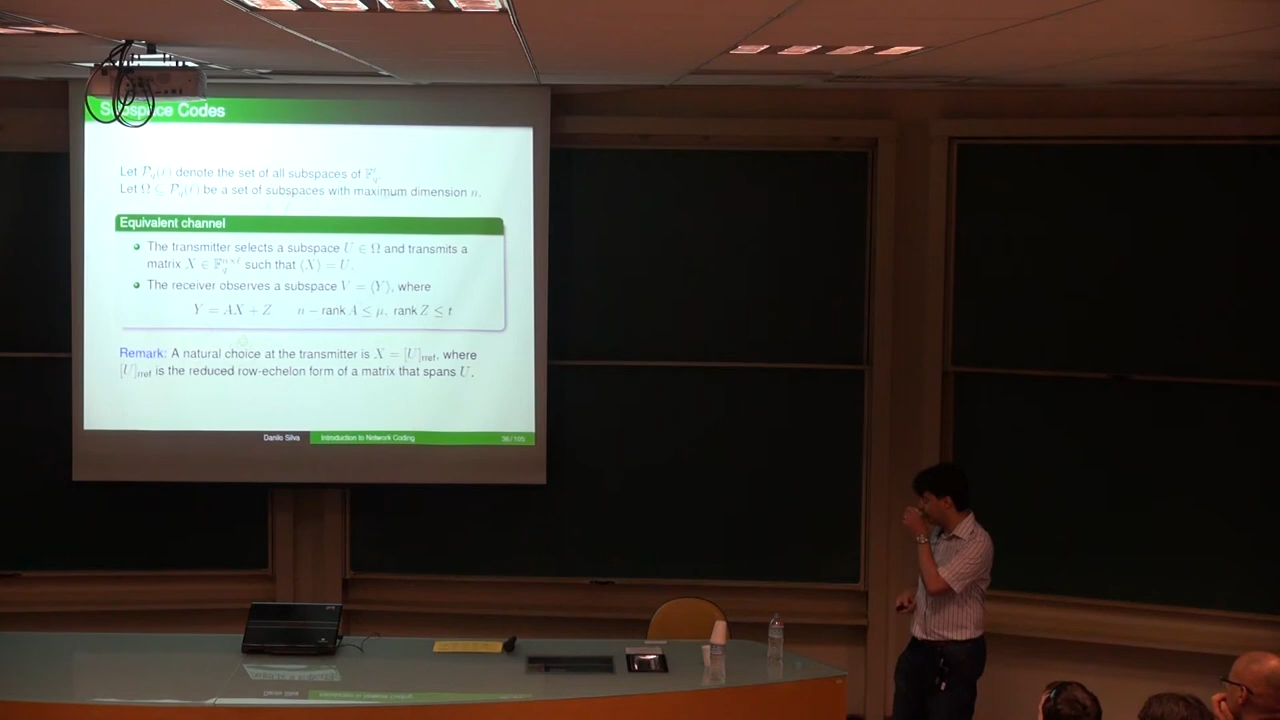 Subspace Codes
Let 𝒫_q(ℓ) denote the set of all subspaces of 𝔽_q^ℓ.
Let Ω ⊆ 𝒫_q(ℓ) be a set of subspaces with maximum dimension n.
Equivalent channel
The transmitter selects a subspace U ∈ Ω and transmits a
matrix X ∈ 𝔽_q^{n×ℓ} such that ⟨X⟩ = U.
The receiver observes a subspace V = ⟨Y⟩, where
Y = AX + Z n − rank A ≤ μ, rank Z ≤ t
Remark: A natural choice at the transmitter is X = [U]_rref, where
[U]_rref is the reduced row-echelon form of a matrix that spans U.
Danilo Silva Introduction to Network Coding 36 / 105